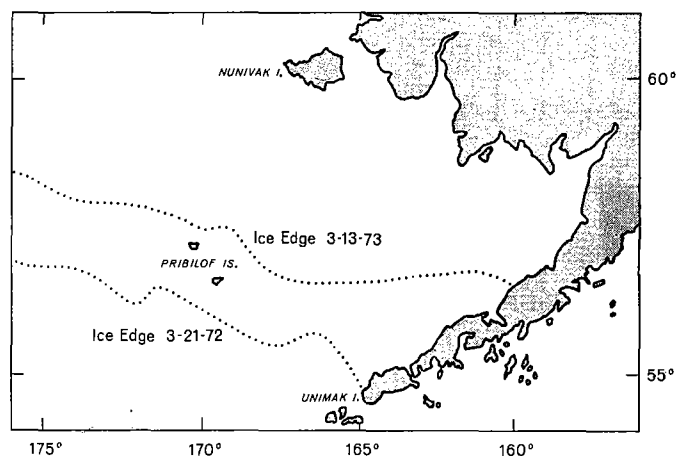 NUNIVAK I.
60°
Ice Edge 3-13-73
PRIBILOF IS.
Ice Edge 3-21-72
55°
UNIMAK I.
175° 170° 165° 160°